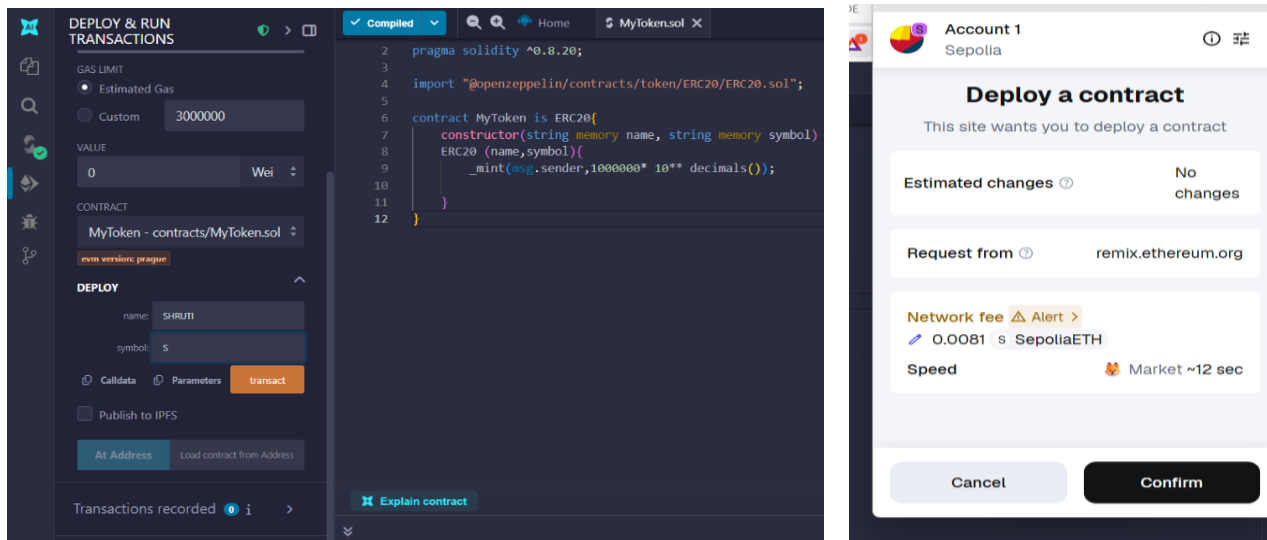 DEPLOY & RUN
TRANSACTIONS
GAS LIMIT
Estimated Gas
Custom 3000000
VALUE
0 Wei
CONTRACT
MyToken - contracts/MyToken.sol
evm version: prague
DEPLOY
name: SHRUTI
symbol: S
Calldata Parameters transact
Publish to IPFS
At Address Load contract from Address
Transactions recorded 0 i
Compiled Home MyToken.sol
2 pragma solidity ^0.8.20;
3
4 import "@openzeppelin/contracts/token/ERC20/ERC20.sol";
5
6 contract MyToken is ERC20{
7 constructor(string memory name, string memory symbol)
8 ERC20 (name,symbol){
9 _mint(msg.sender,1000000* 10** decimals());
10
11 }
12 }
Explain contract
DE
S Account 1
Sepolia
Deploy a contract
This site wants you to deploy a contract
Estimated changes No
changes
Request from remix.ethereum.org
Network fee Alert >
0.0081 S SepoliaETH
Speed Market ~12 sec
Cancel Confirm